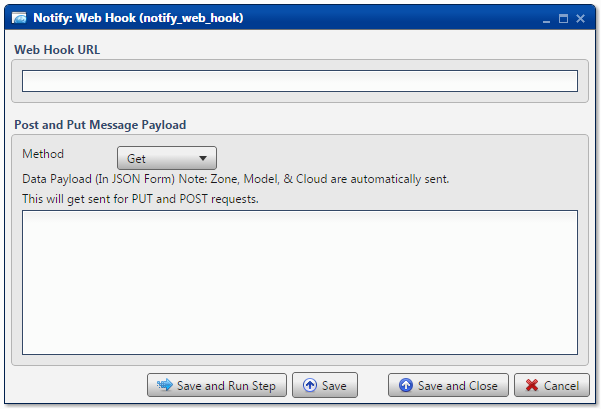 Notify: Web Hook (notify_web_hook)
Web Hook URL
Post and Put Message Payload
Method Get
Data Payload (In JSON Form) Note: Zone, Model, & Cloud are automatically sent.
This will get sent for PUT and POST requests.
Save and Run Step Save Save and Close Cancel